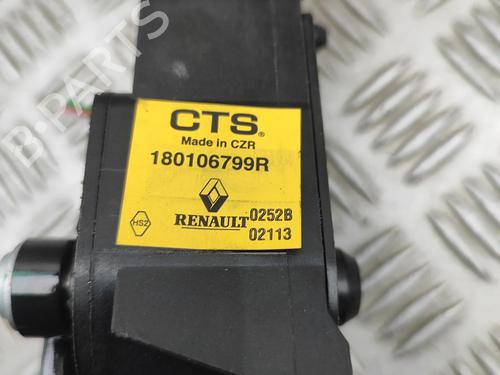 CTS®
Made in CZR
180106799R
RENAULT 0252B
HS2 02113
B-PARTS